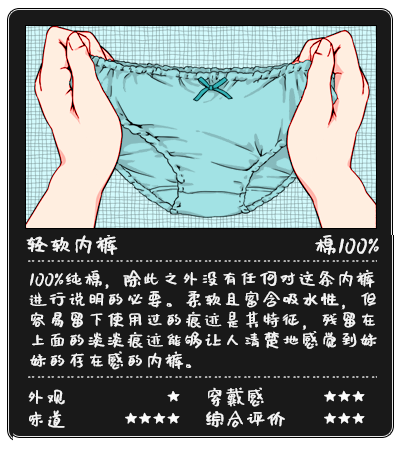 轻软内裤 棉100%
100%纯棉，除此之外没有任何对这条内裤
进行说明的必要。柔软且富含吸水性，但
容易留下使用过的痕迹是其特征，残留在
上面的淡淡痕迹能够让人清楚地感觉到妹
妹的存在感的内裤。
外观 ★ 穿戴感 ★★★
味道 ★★★★ 综合评价 ★★★